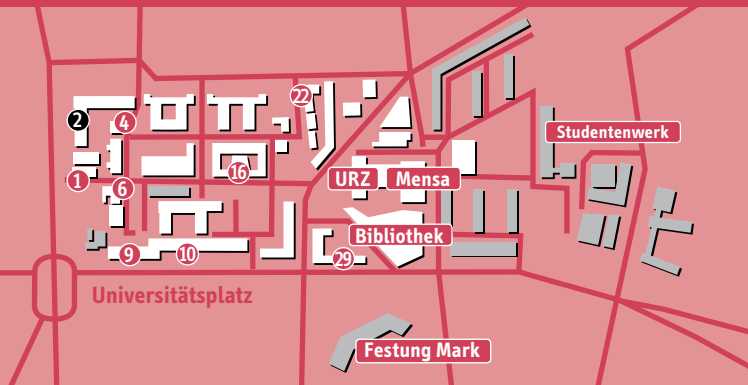 22
2
4
Studentenwerk
16
1
URZ
Mensa
6
Bibliothek
9
10
29
Universitätsplatz
Festung Mark